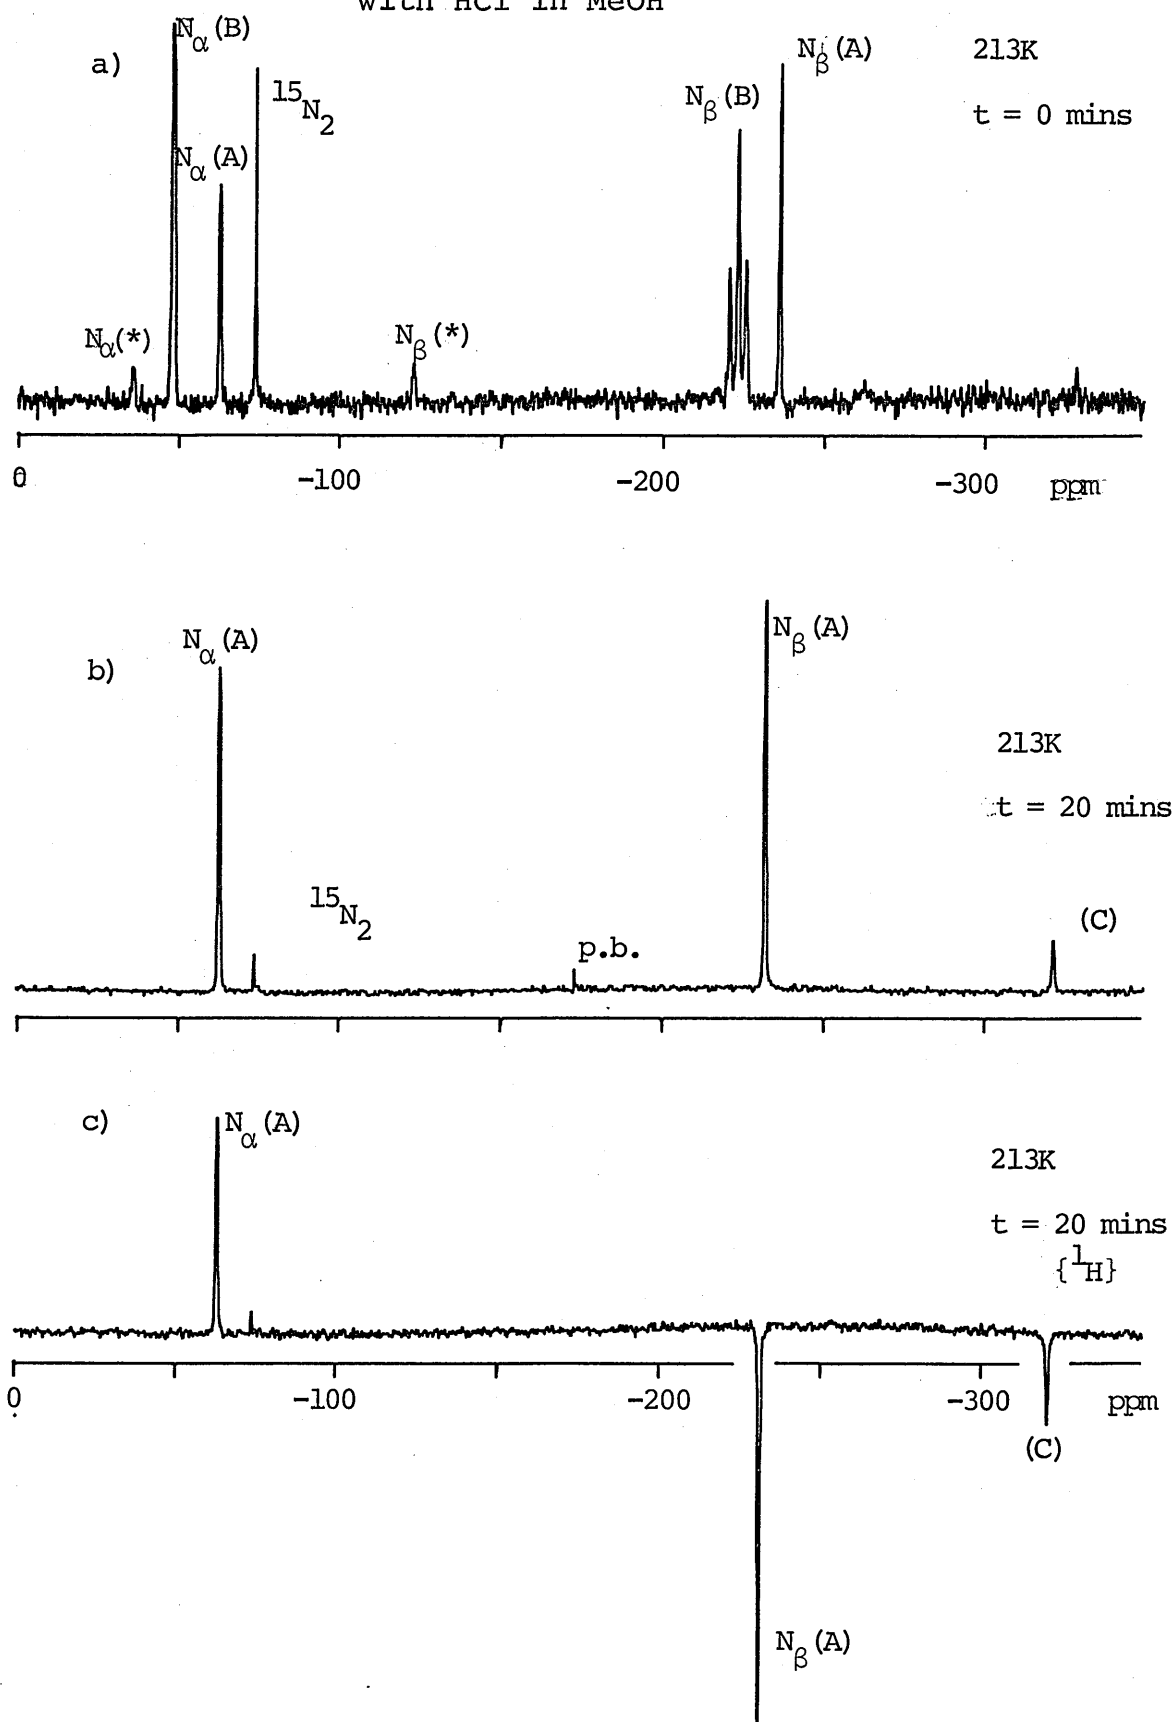 with HCl in MeOH
a)
Nα(B)
15N2
Nα(A)
Nα(*)
Nβ(*)
Nβ(B)
Nβ(A)
213K
t = 0 mins
0 -100 -200 -300 ppm
b)
Nα(A)
15N2
p.b.
Nβ(A)
213K
t = 20 mins
(C)
c)
Nα(A)
213K
t = 20 mins
{1H}
0 -100 -200 -300 ppm
(C)
Nβ(A)